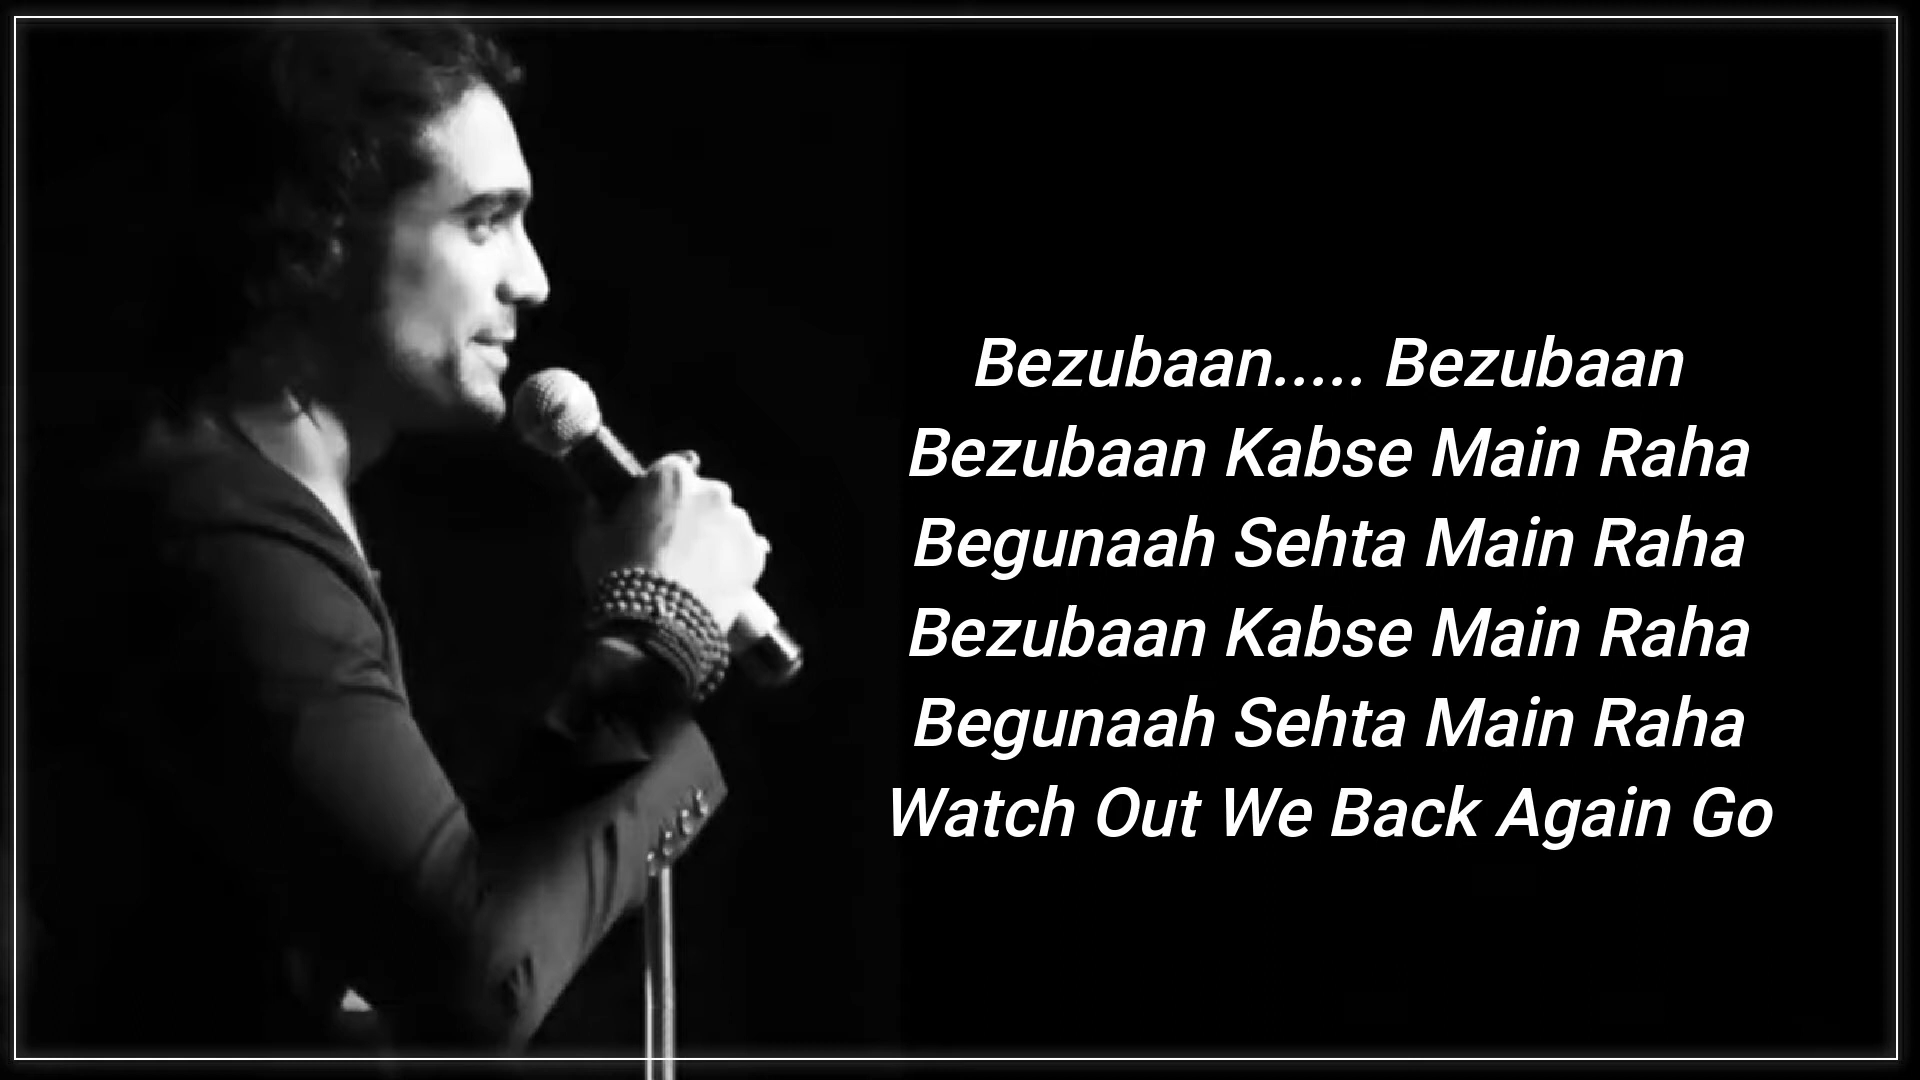 Bezubaan..... Bezubaan
Bezubaan Kabse Main Raha
Begunaah Sehta Main Raha
Bezubaan Kabse Main Raha
Begunaah Sehta Main Raha
Watch Out We Back Again Go